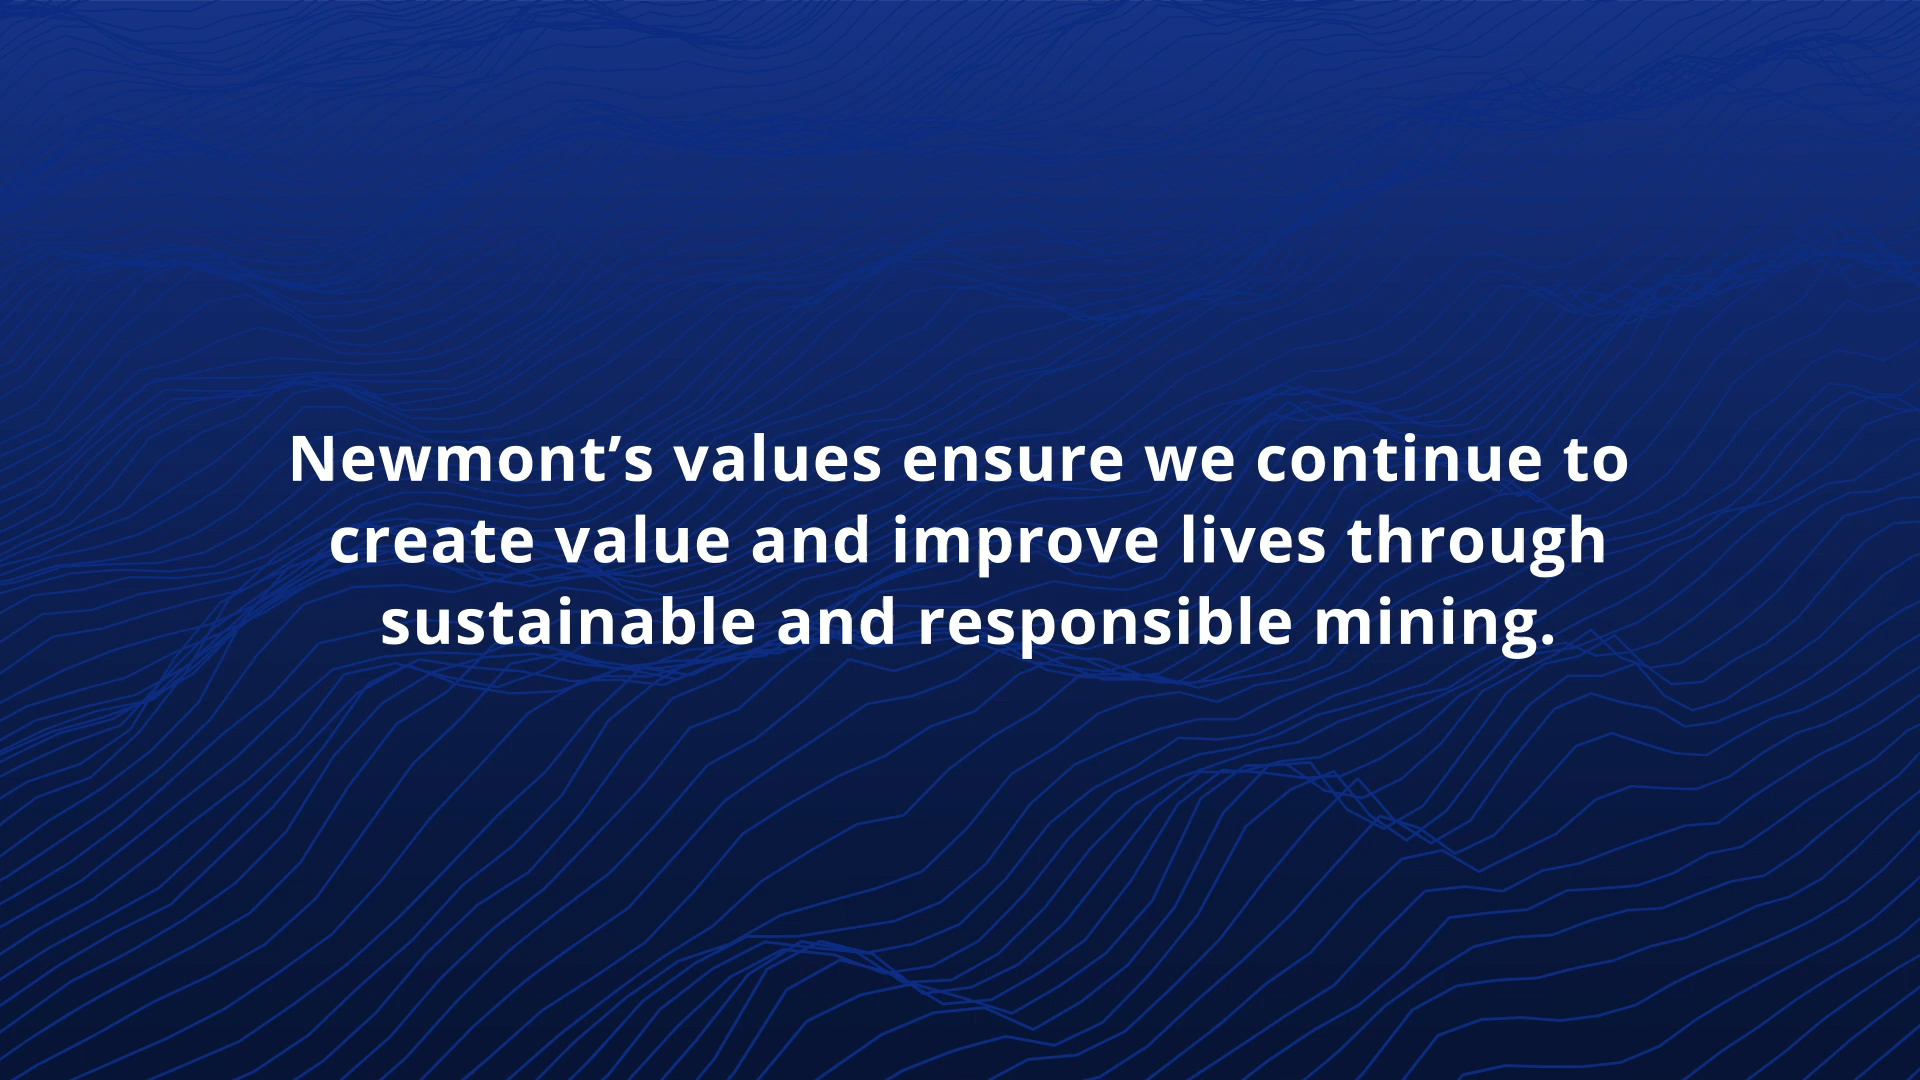 Newmont’s values ensure we continue to
create value and improve lives through
sustainable and responsible mining.